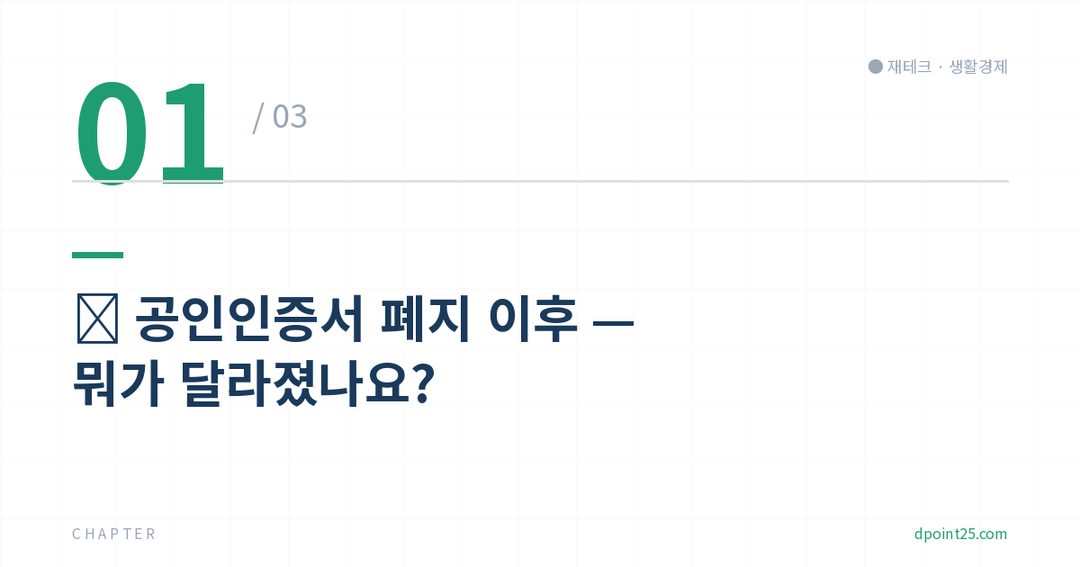 01 / 03
재테크 · 생활경제
공인인증서 폐지 이후 —
뭐가 달라졌나요?
CHAPTER
dpoint25.com